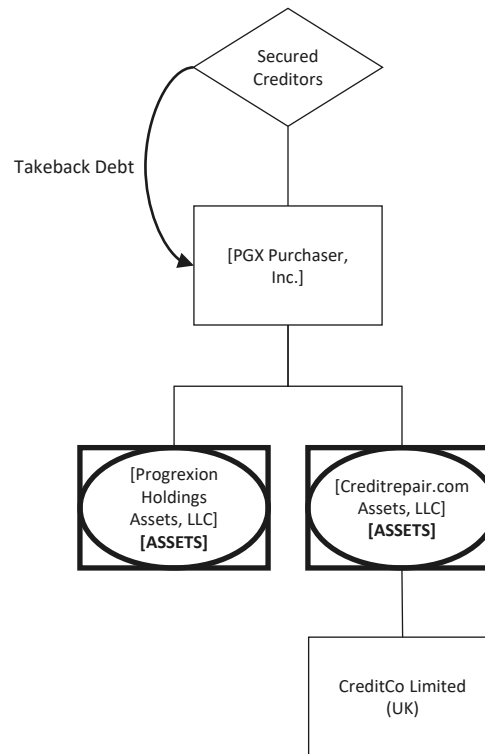 Secured
Creditors
Takeback Debt
[PGX Purchaser,
Inc.]
[Progrexion
Holdings
Assets, LLC]
[ASSETS]
[Creditrepair.com
Assets, LLC]
[ASSETS]
CreditCo Limited
(UK)